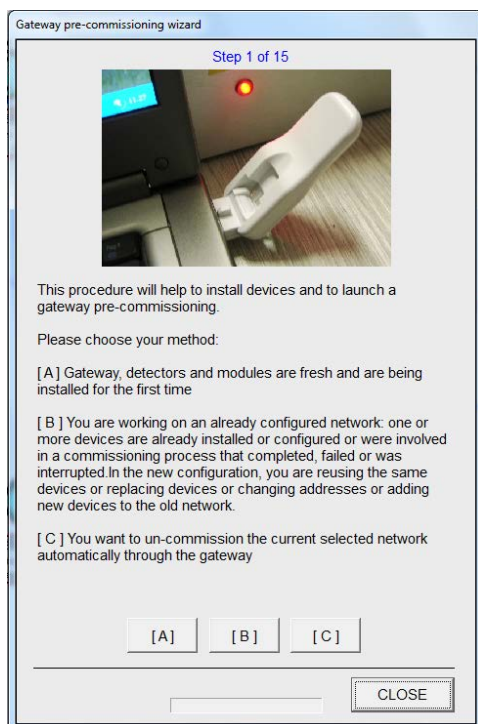 Gateway pre-commissioning wizard
Step 1 of 15
This procedure will help to install devices and to launch a
gateway pre-commissioning.
Please choose your method:
[ A ] Gateway, detectors and modules are fresh and are being
installed for the first time
[ B ] You are working on an already configured network: one or
more devices are already installed or configured or were involved
in a commissioning process that completed, failed or was
interrupted.In the new configuration, you are reusing the same
devices or replacing devices or changing addresses or adding
new devices to the old network.
[ C ] You want to un-commission the current selected network
automatically through the gateway
[ A ] [ B ] [ C ]
CLOSE